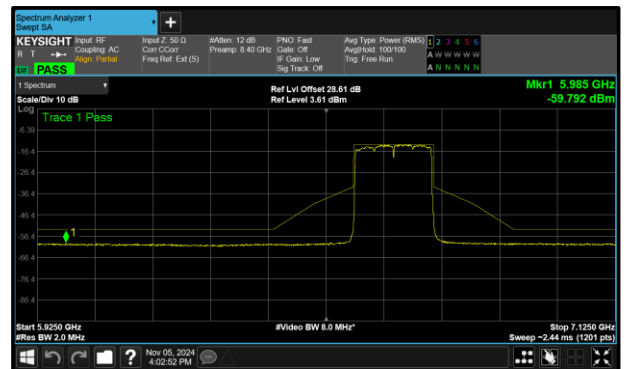 Spectrum Analyzer 1
Swept SA
+
KEYSIGHT Input: RF Input Z: 50 Ω #Atten: 12 dB PNO: Fast Avg Type: Power (RMS) 1 2 3 4 5 6
R T Coupling: AC Corr CCorr Preamp: 8.40 GHz Gate: Off Avg|Hold: 100/100 A W W W W W
Align: Partial Freq Ref: Ext (S) IF Gain: Low Trig: Free Run
LW PASS Sig Track: Off A N N N N N
1 Spectrum Ref Lvl Offset 28.61 dB Mkr1 5.985 GHz
Scale/Div 10 dB Ref Level 3.61 dBm -59.792 dBm
Log
Trace 1 Pass
-6.39
-16.4
-26.4
-36.4
-46.4
-56.4
1
-66.4
-76.4
-86.4
Start 5.9250 GHz #Video BW 8.0 MHz* Stop 7.1250 GHz
#Res BW 2.0 MHz Sweep ~2.44 ms (1201 pts)
? Nov 05, 2024
4:02:52 PM